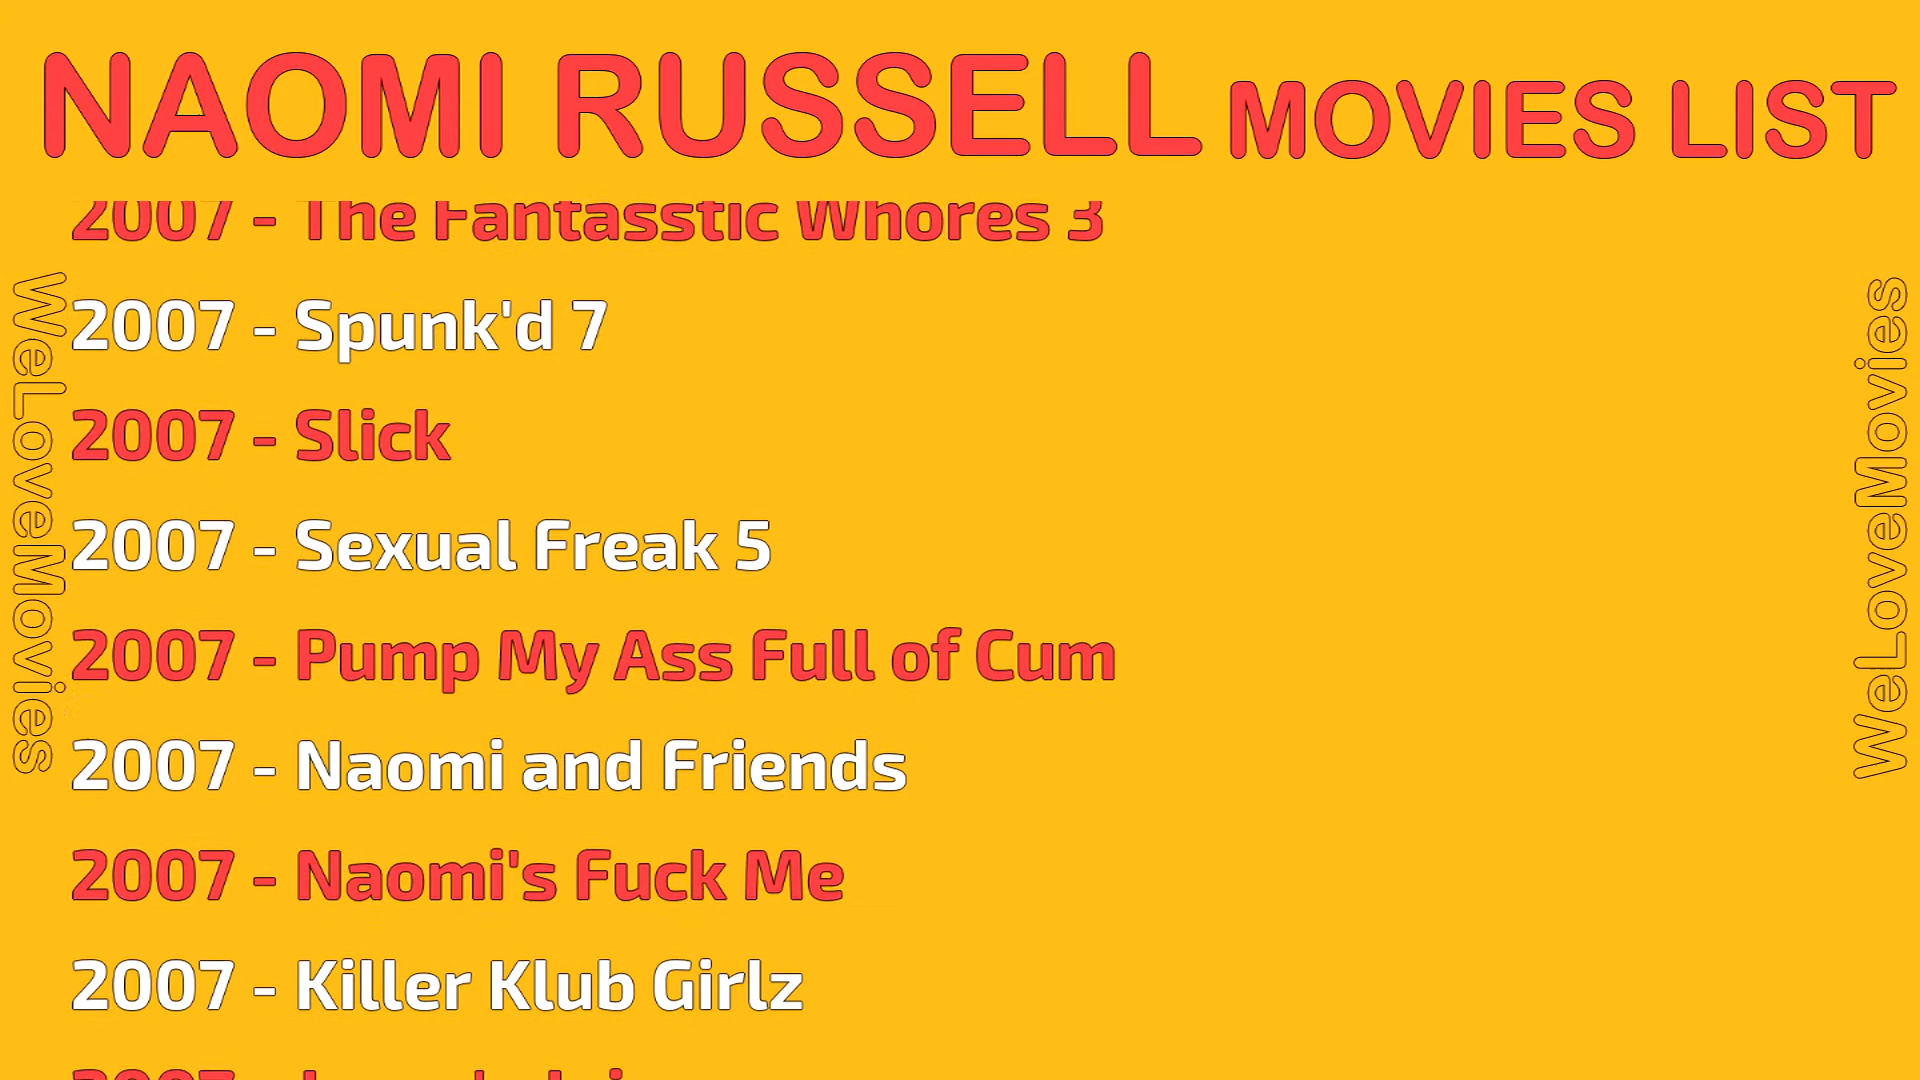 NAOMI RUSSELL MOVIES LIST
2007 - The Fantasstic Whores 3
2007 - Spunk'd 7
2007 - Slick
2007 - Sexual Freak 5
2007 - Pump My Ass Full of Cum
2007 - Naomi and Friends
2007 - Naomi's Fuck Me
2007 - Killer Klub Girlz
2007 -
WeLoveMovies
WeLoveMovies